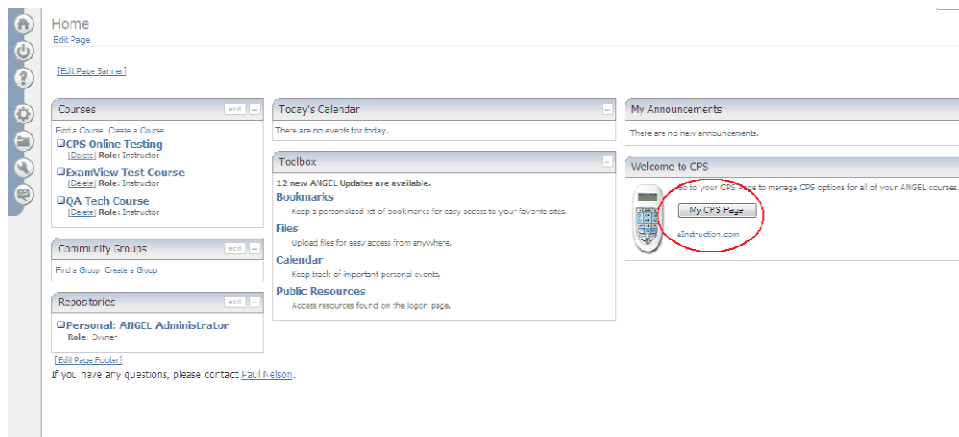 Home
Edit Page
[Edit Page Banner]
Courses
edit
Find a Course Create a Course
CPS Online Testing
[Delete] Role: Instructor
ExamView Test Course
[Delete] Role: Instructor
QA Tech Course
[Delete] Role: Instructor
Community Groups
edit
Find a Group Create a Group
Repositories
edit
Personal: ANGEL Administrator
Role: Owner
[Edit Page Footer]
If you have any questions, please contact Paul Nelson.
Today's Calendar
There are no events for today.
Toolbox
12 new ANGEL Updates are available.
Bookmarks
Keep a personalized list of bookmarks for easy access to your favorite sites.
Files
Upload files for easy access from anywhere.
Calendar
Keep track of important personal events.
Public Resources
Access resources found on the logon page.
My Announcements
There are no new announcements.
Welcome to CPS
Go to your CPS Page to manage CPS options for all of your ANGEL courses.
My CPS Page
eInstruction.com